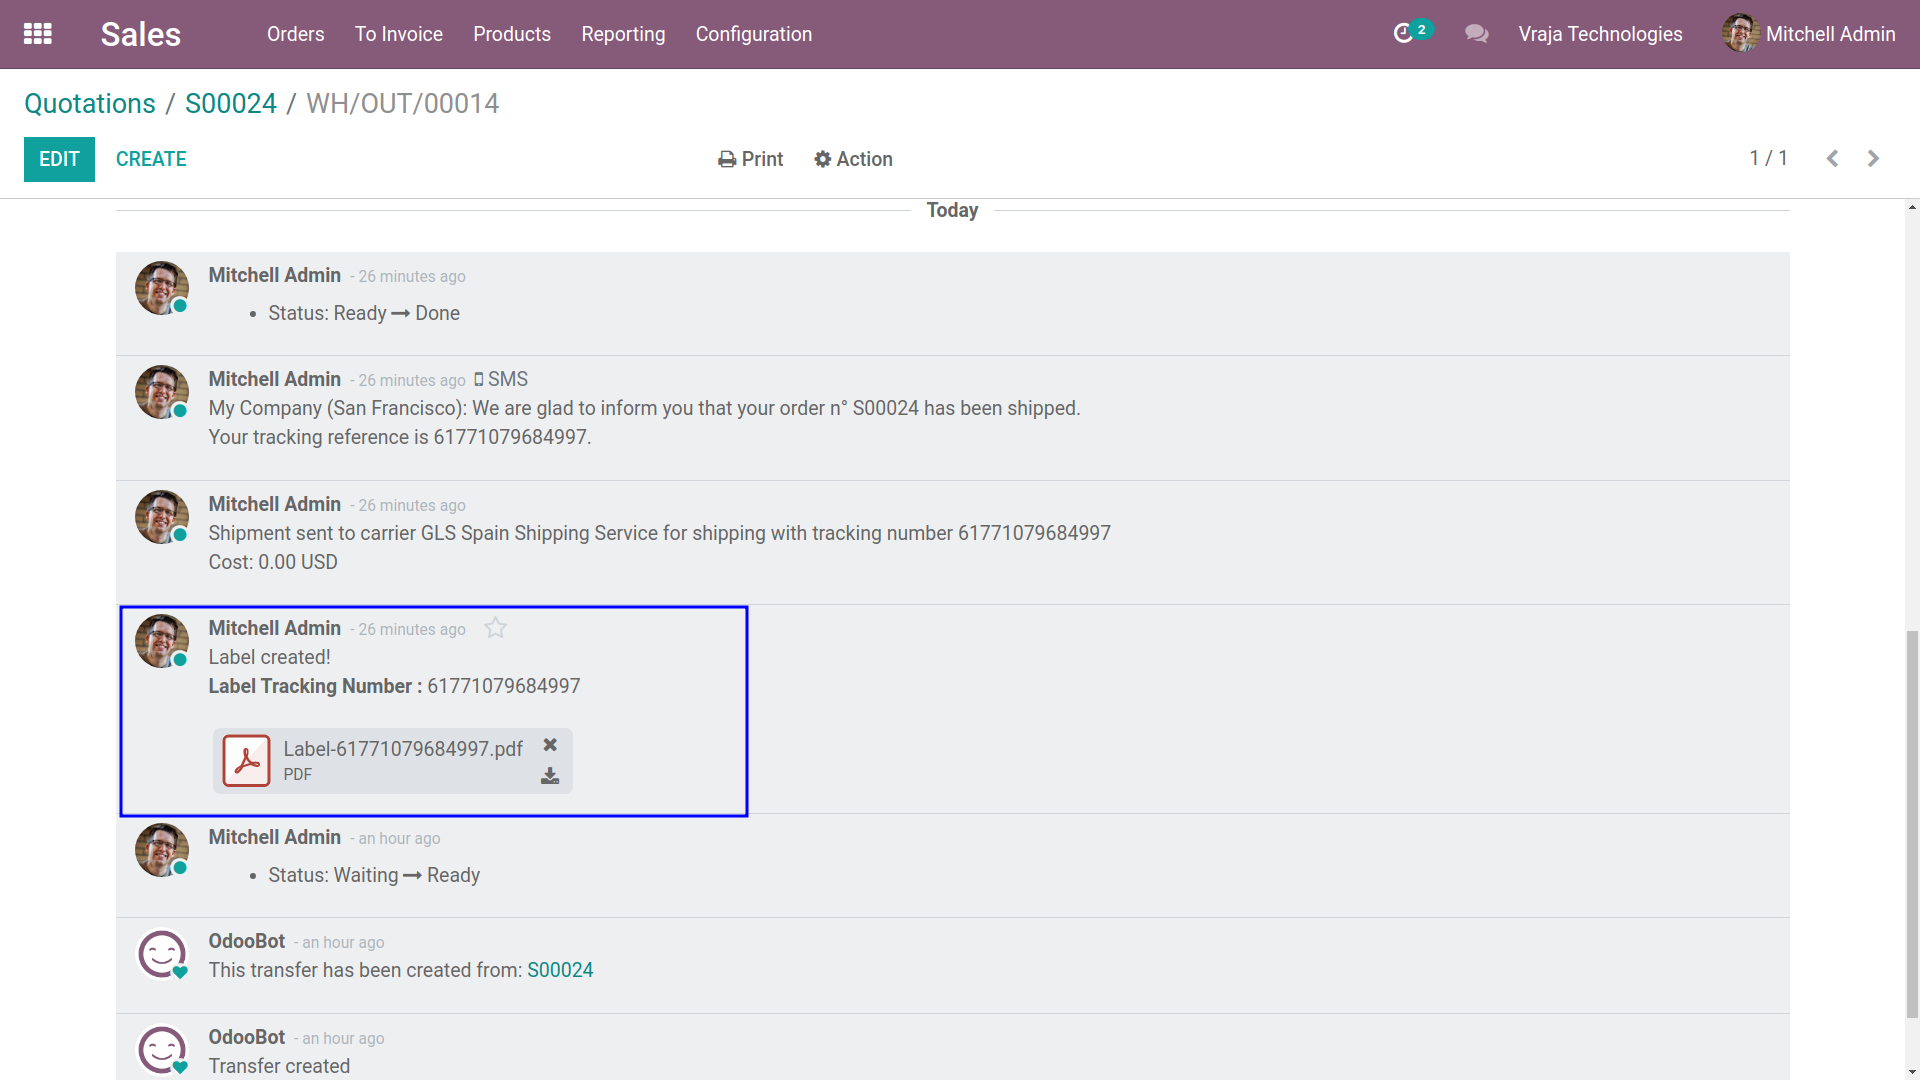 Sales Orders To Invoice Products Reporting Configuration 2 Vraja Technologies Mitchell Admin
Quotations / S00024 / WH/OUT/00014
EDIT CREATE Print Action 1 / 1
Today
Mitchell Admin - 26 minutes ago
• Status: Ready → Done
Mitchell Admin - 26 minutes ago SMS
My Company (San Francisco): We are glad to inform you that your order n° S00024 has been shipped.
Your tracking reference is 61771079684997.
Mitchell Admin - 26 minutes ago
Shipment sent to carrier GLS Spain Shipping Service for shipping with tracking number 61771079684997
Cost: 0.00 USD
Mitchell Admin - 26 minutes ago
Label created!
Label Tracking Number : 61771079684997
Label-61771079684997.pdf
PDF
Mitchell Admin - an hour ago
• Status: Waiting → Ready
OdooBot - an hour ago
This transfer has been created from: S00024
OdooBot - an hour ago
Transfer created